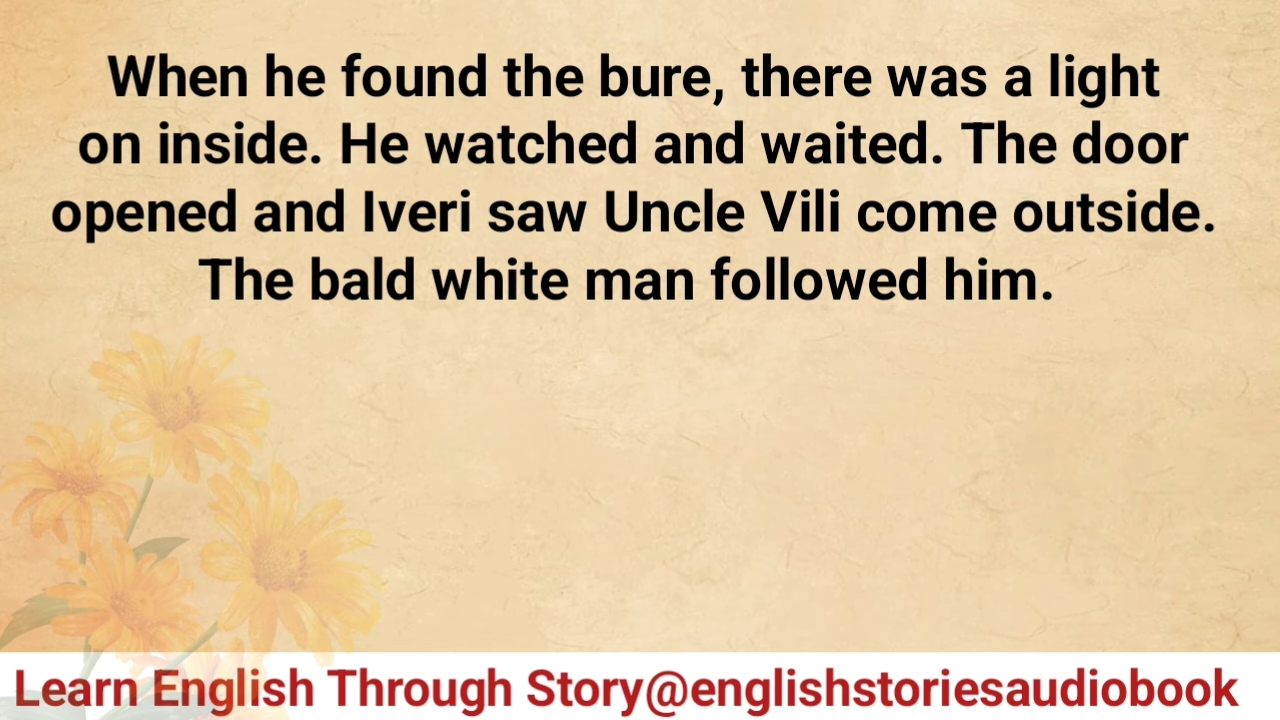 When he found the bure, there was a light
on inside. He watched and waited. The door
opened and Iveri saw Uncle Vili come outside.
The bald white man followed him.
Learn English Through Story@englishstoriesaudiobook